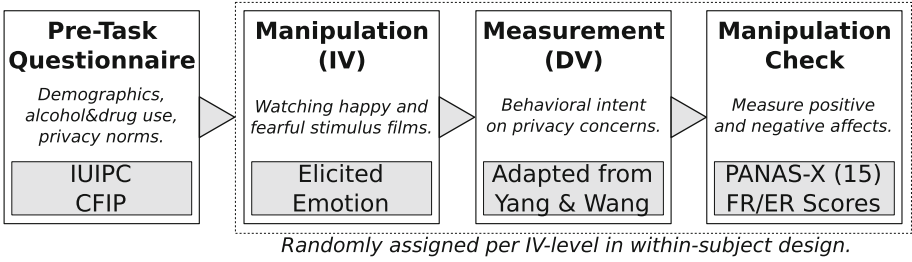 Pre-Task
Questionnaire
Demographics,
alcohol&drug use,
privacy norms.
IUIPC
CFIP
Manipulation
(IV)
Watching happy and
fearful stimulus films.
Elicited
Emotion
Measurement
(DV)
Behavioral intent
on privacy concerns.
Adapted from
Yang & Wang
Manipulation
Check
Measure positive
and negative affects.
PANAS-X (15)
FR/ER Scores
Randomly assigned per IV-level in within-subject design.